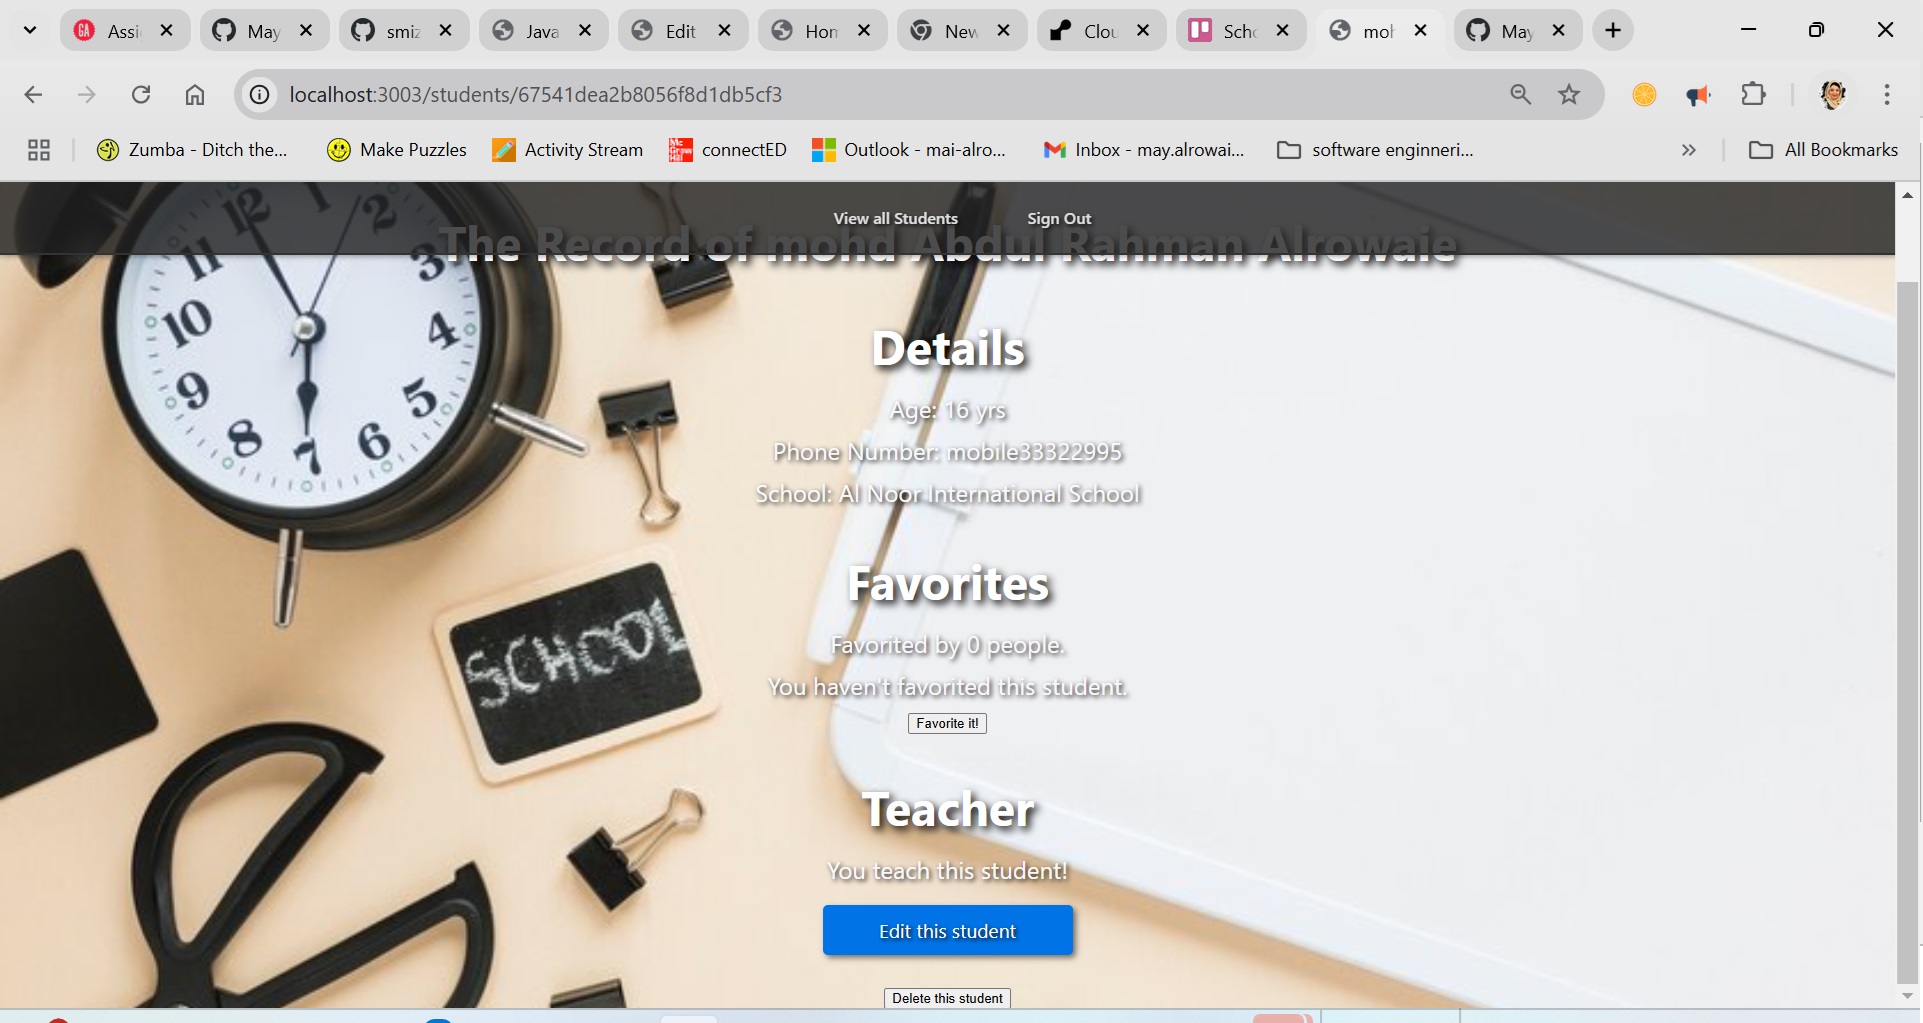 Assi May smiz Java Edit Hon New Clou Sch moh May
localhost:3003/students/67541dea2b8056f8d1db5cf3
Zumba - Ditch the... Make Puzzles Activity Stream connectED Outlook - mai-alro... Inbox - may.alrowai... software enginneri... » All Bookmarks
View all Students Sign Out
The Record of mohd Abdul Rahman Alrowaie
12 1 2 3 4 5 6 7 8 9 10 11
Details
Age: 16 yrs
Phone Number: mobile33322995
School: Al Noor International School
SCHOOL
Favorites
Favorited by 0 people.
You haven't favorited this student.
Favorite it!
Teacher
You teach this student!
Edit this student
Delete this student